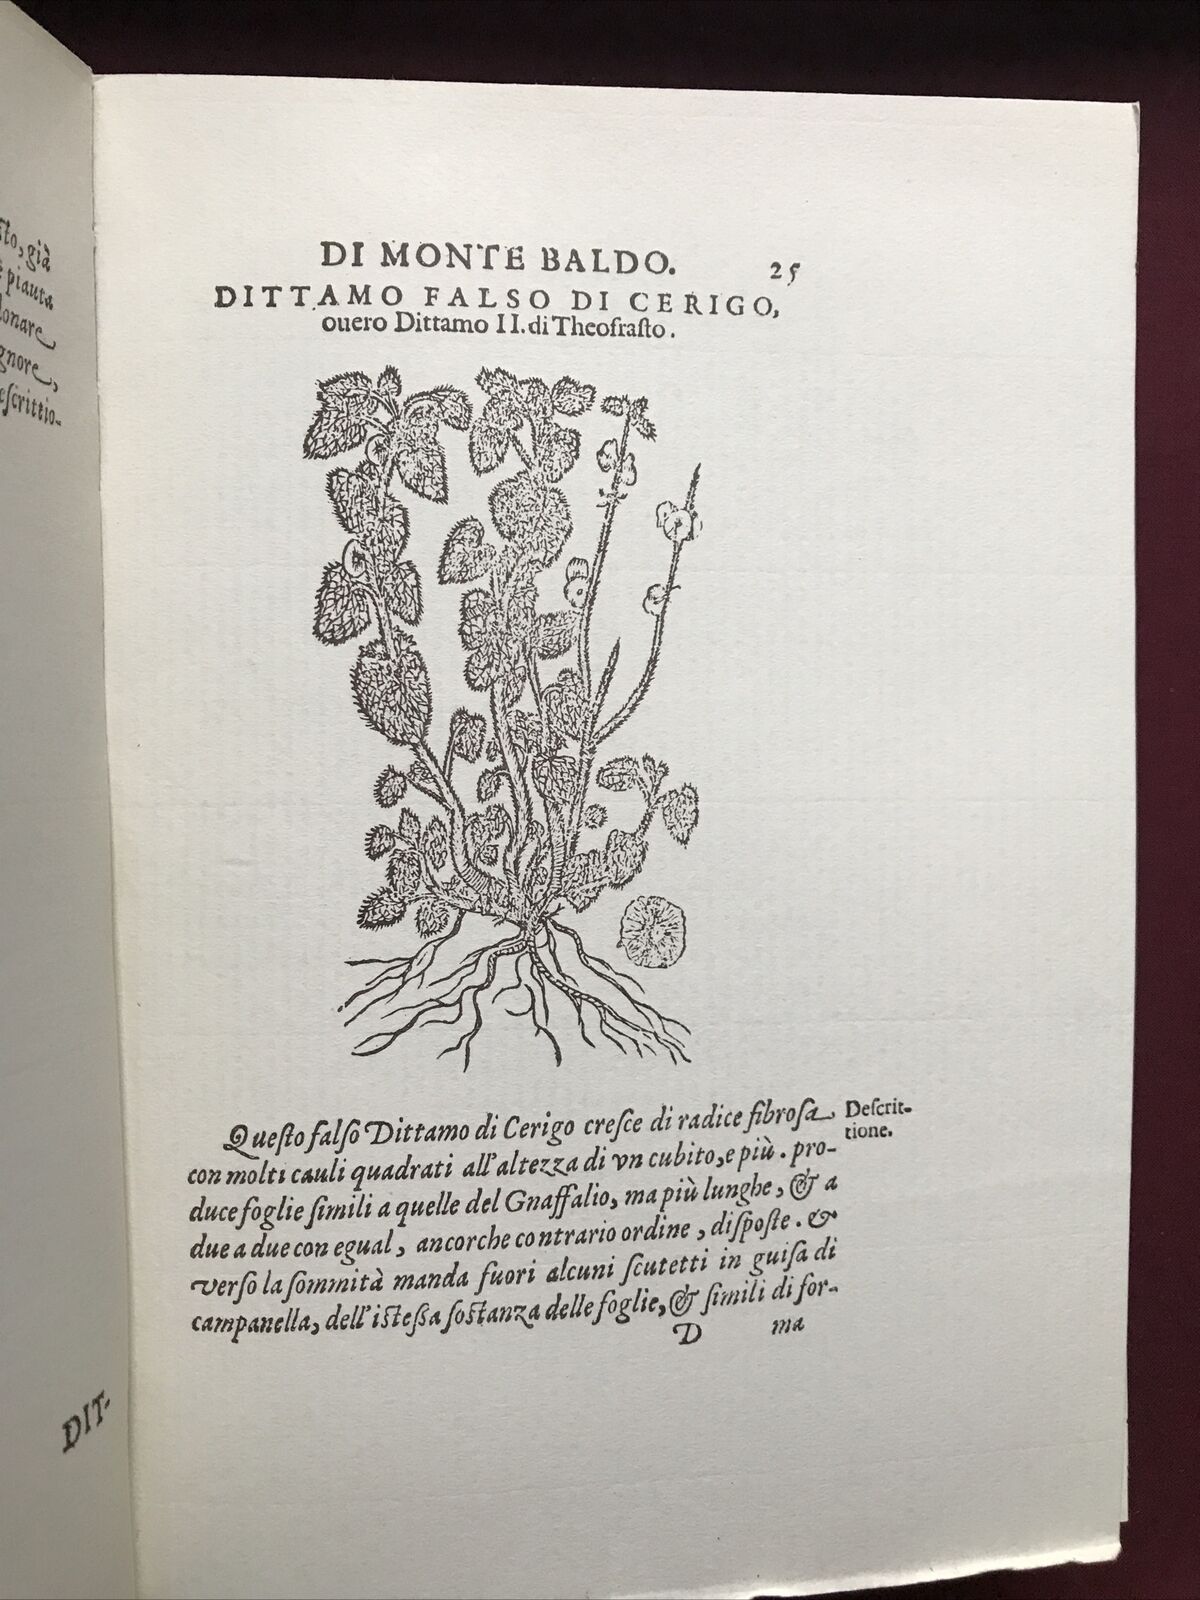 ſto, già
piauta
donare
gnore,
eſcrittio-
DIT-
DI MONTE BALDO. 25
DITTAMO FALSO DI CERIGO,
ouero Dittamo II. di Theofraſto.
Queſto falſo Dittamo di Cerigo creſce di radice fibroſa
con molti cauli quadrati all'altezza di vn cubito, e più. pro-
duce foglie ſimili a quelle del Gnaffalio, ma più lunghe, & a
due a due con egual, ancorche contrario ordine, diſpoſte. &
verſo la ſommità manda fuori alcuni ſcutetti in guiſa di
campanella, dell'iſteſſa ſoſtanza delle foglie, & ſimili di for-
D ma
Deſcrit-
tione.